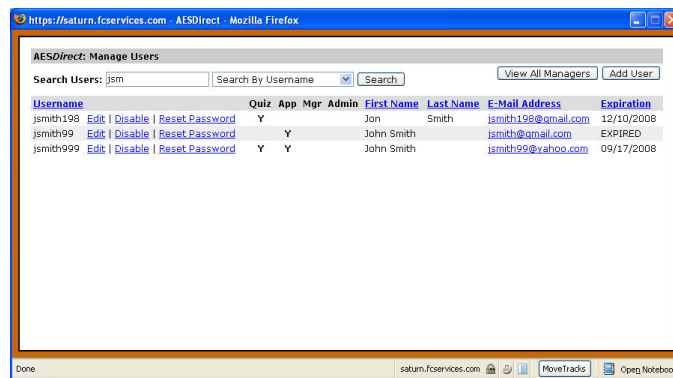 https://saturn.fcservices.com - AESDirect - Mozilla Firefox
AESDirect: Manage Users
Search Users: jsm Search By Username Search View All Managers Add User
Username Quiz App Mgr Admin First Name Last Name E-Mail Address Expiration
jsmith198 Edit | Disable | Reset Password Y Jon Smith jsmith198@gmail.com 12/10/2008
jsmith99 Edit | Disable | Reset Password Y John Smith jsmith@gmail.com EXPIRED
jsmith999 Edit | Disable | Reset Password Y Y John Smith jsmith99@yahoo.com 09/17/2008
Done saturn.fcservices.com MoveTracks Open Noteboo